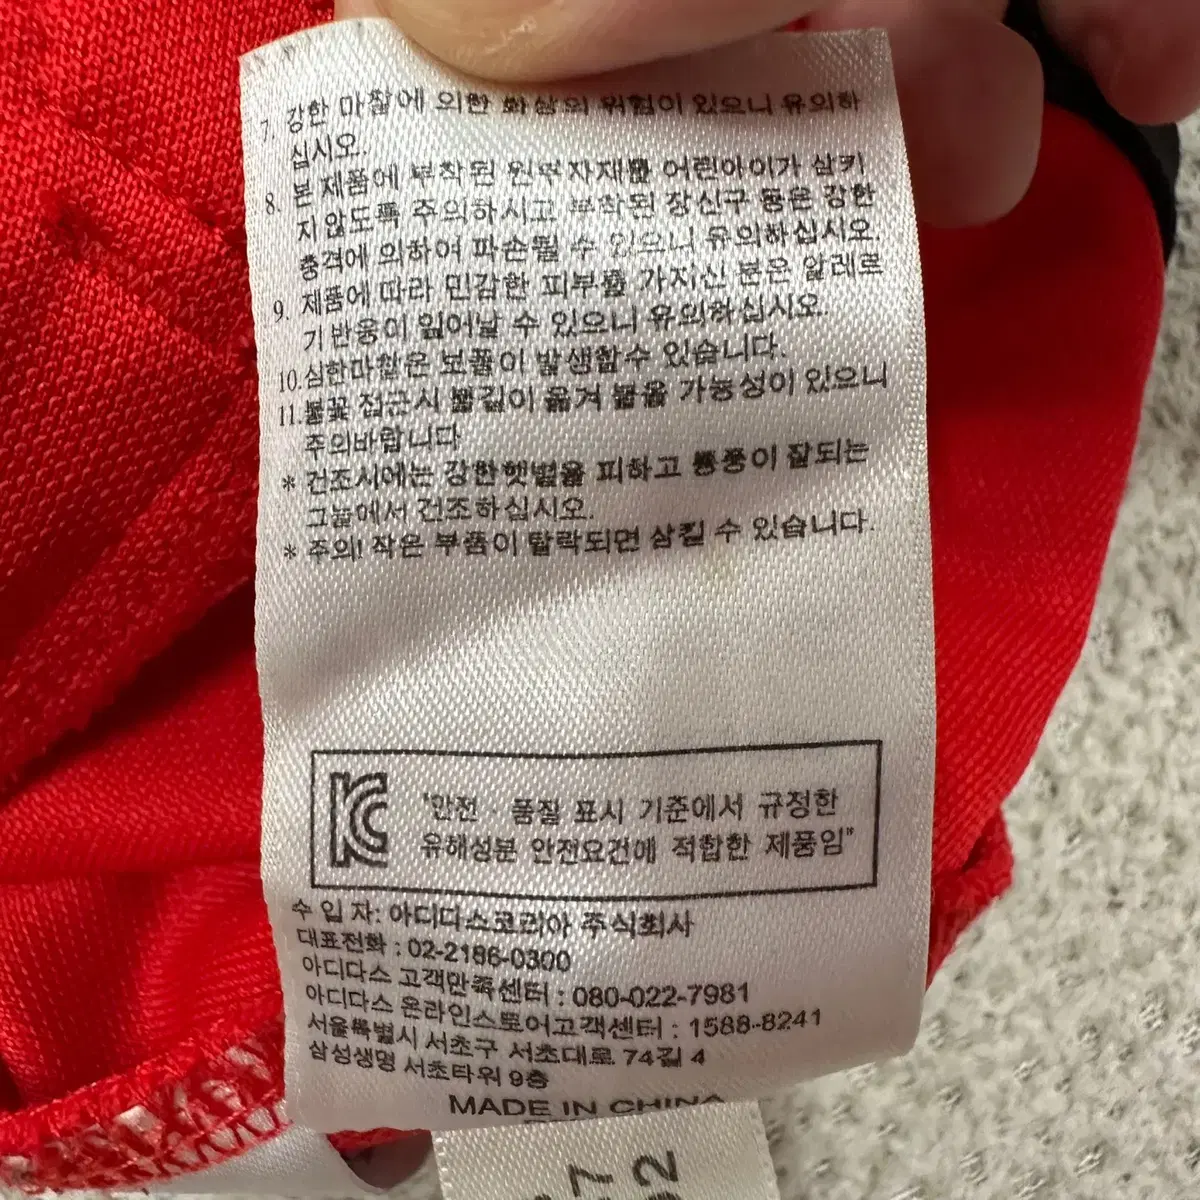 7. 강한 마찰에 의한 화상의 위험이 있으니 유의하
십시오.
8. 본 제품에 부착된 원부자재를 어린아이가 삼키
지않도록 주의하시고 부착된 장신구 등은 강한
충격에 의하여 파손될 수 있으니 유의하십시오.
9. 제품에 따라 민감한 피부를 가지신 분은 알레르
기반응이 일어날 수 있으니 유의하십시오.
10.심한마찰은 보풀이 발생할수 있습니다.
11.불꽃 접근시 불길이 옮겨 붙을 가능성이 있으니
주의바랍니다
* 건조시에는 강한햇볕을 피하고 통풍이 잘되는
그늘에서 건조하십시오.
* 주의! 작은 부품이 탈락되면 삼킬 수 있습니다.
KC
"안전 · 품질 표시 기준에서 규정한
유해성분 안전요건에 적합한 제품임"
수 입 자: 아디다스코리아 주식회사
대표전화 : 02-2186-0300
아디다스 고객만족센터 : 080-022-7981
아디다스 온라인스토어고객센터 : 1588-8241
서울특별시 서초구 서초대로 74길 4
삼성생명 서초타워 9층
MADE IN CHINA